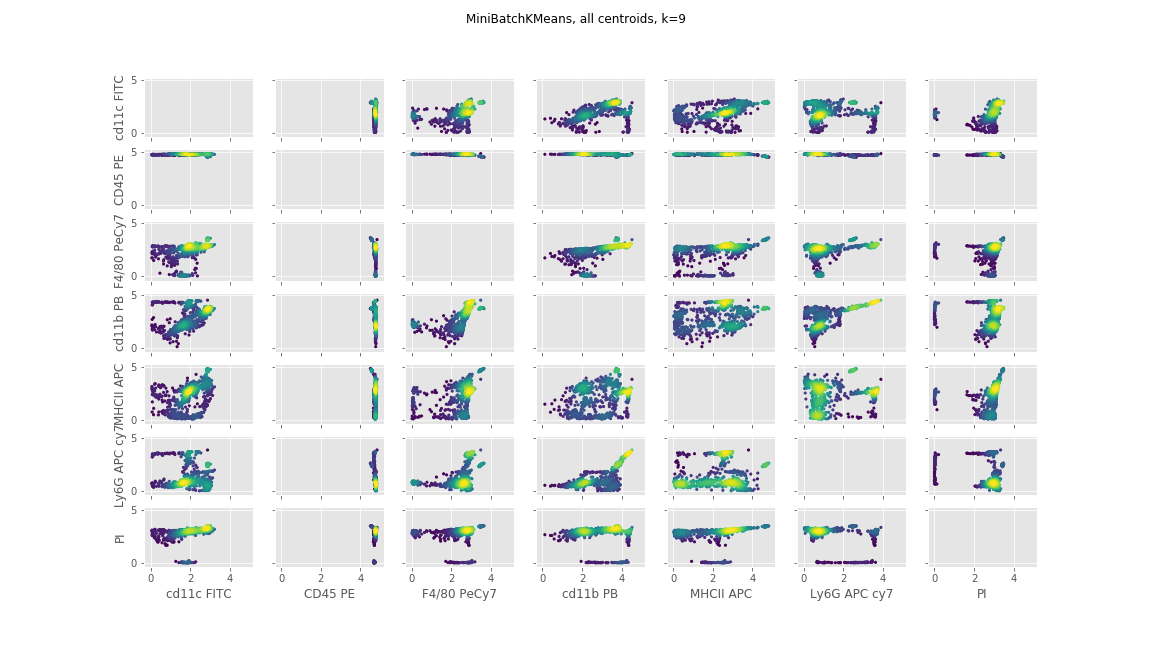 MiniBatchKMeans, all centroids, k=9
cd11c FITC
5
0
CD45 PE
5
0
F4/80 PeCy7
5
0
cd11b PB
5
0
MHCII APC
5
0
Ly6G APC cy7
5
0
PI
5
0
0 2 4 0 2 4 0 2 4 0 2 4 0 2 4 0 2 4 0 2 4
cd11c FITC CD45 PE F4/80 PeCy7 cd11b PB MHCII APC Ly6G APC cy7 PI